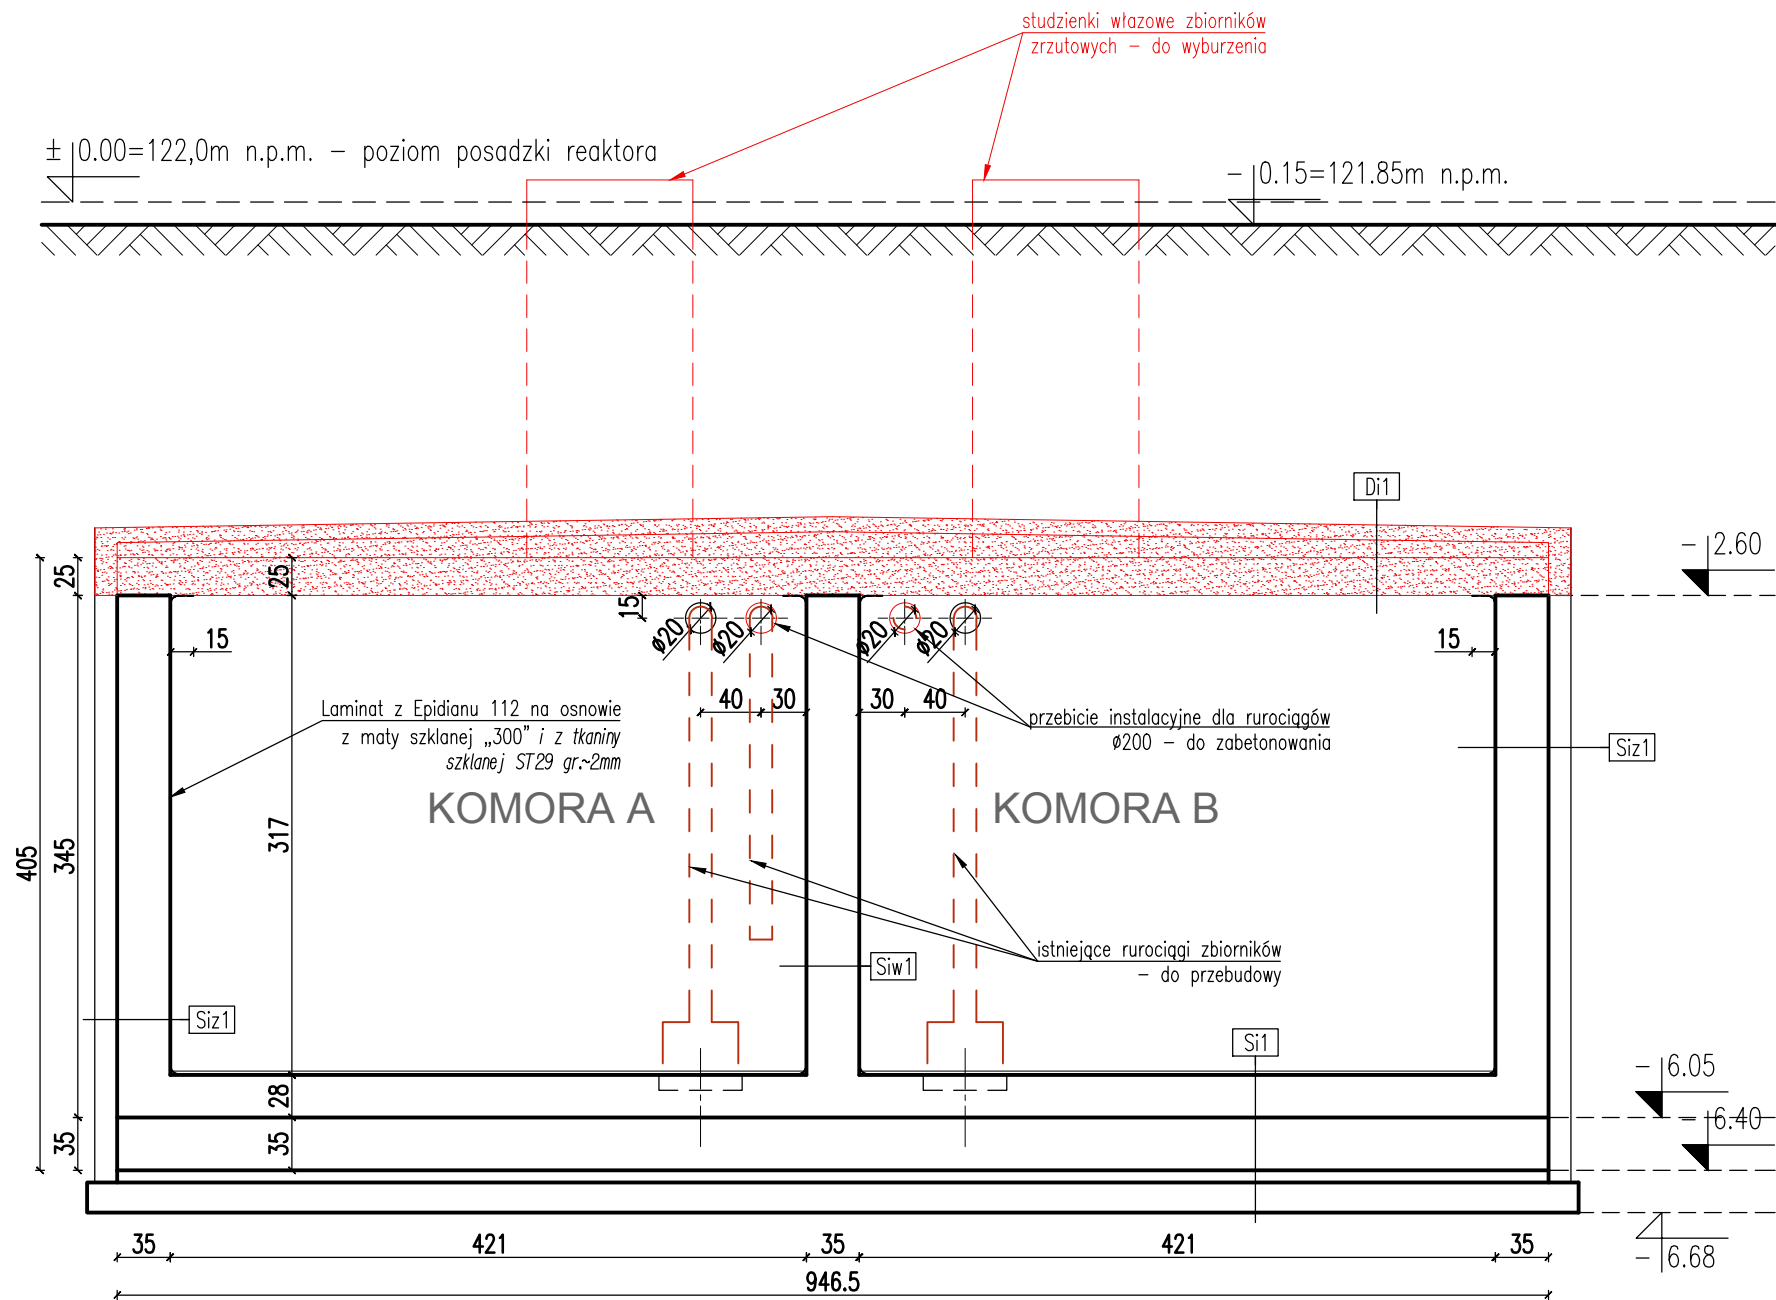 studzienki włazowe zbiorników
zrzutowych – do wyburzenia
± 0.00=122,0m n.p.m. – poziom posadzki reaktora
– 0.15=121.85m n.p.m.
Di1
– 2.60
25
25
15
ø20
ø20
ø20
ø20
15
15
40
30
30
40
Laminat z Epidianu 112 na osnowie
z maty szklanej „300” i z tkaniny
szklanej ST29 gr.~2mm
przebicie instalacyjne dla rurociągów
ø200 – do zabetonowania
Siz1
KOMORA A
KOMORA B
405
345
317
istniejące rurociągi zbiorników
– do przebudowy
Siw1
Siz1
Si1
– 6.05
28
– 6.40
35
35
35
421
35
421
35
– 6.68
946.5